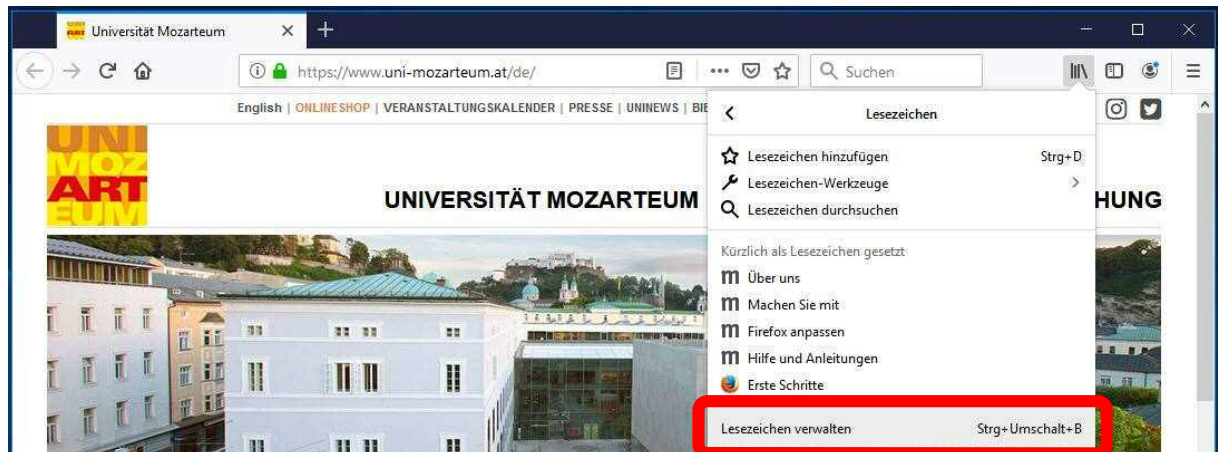 Universität Mozarteum
https://www.uni-mozarteum.at/de/
Suchen
English | ONLINESHOP | VERANSTALTUNGSKALENDER | PRESSE | UNINEWS | BI
UNI
MOZ
ART
EUM
UNIVERSITÄT MOZARTEUM
HUNG
Lesezeichen
Lesezeichen hinzufügen Strg+D
Lesezeichen-Werkzeuge
Lesezeichen durchsuchen
Kürzlich als Lesezeichen gesetzt
Über uns
Machen Sie mit
Firefox anpassen
Hilfe und Anleitungen
Erste Schritte
Lesezeichen verwalten Strg+Umschalt+B